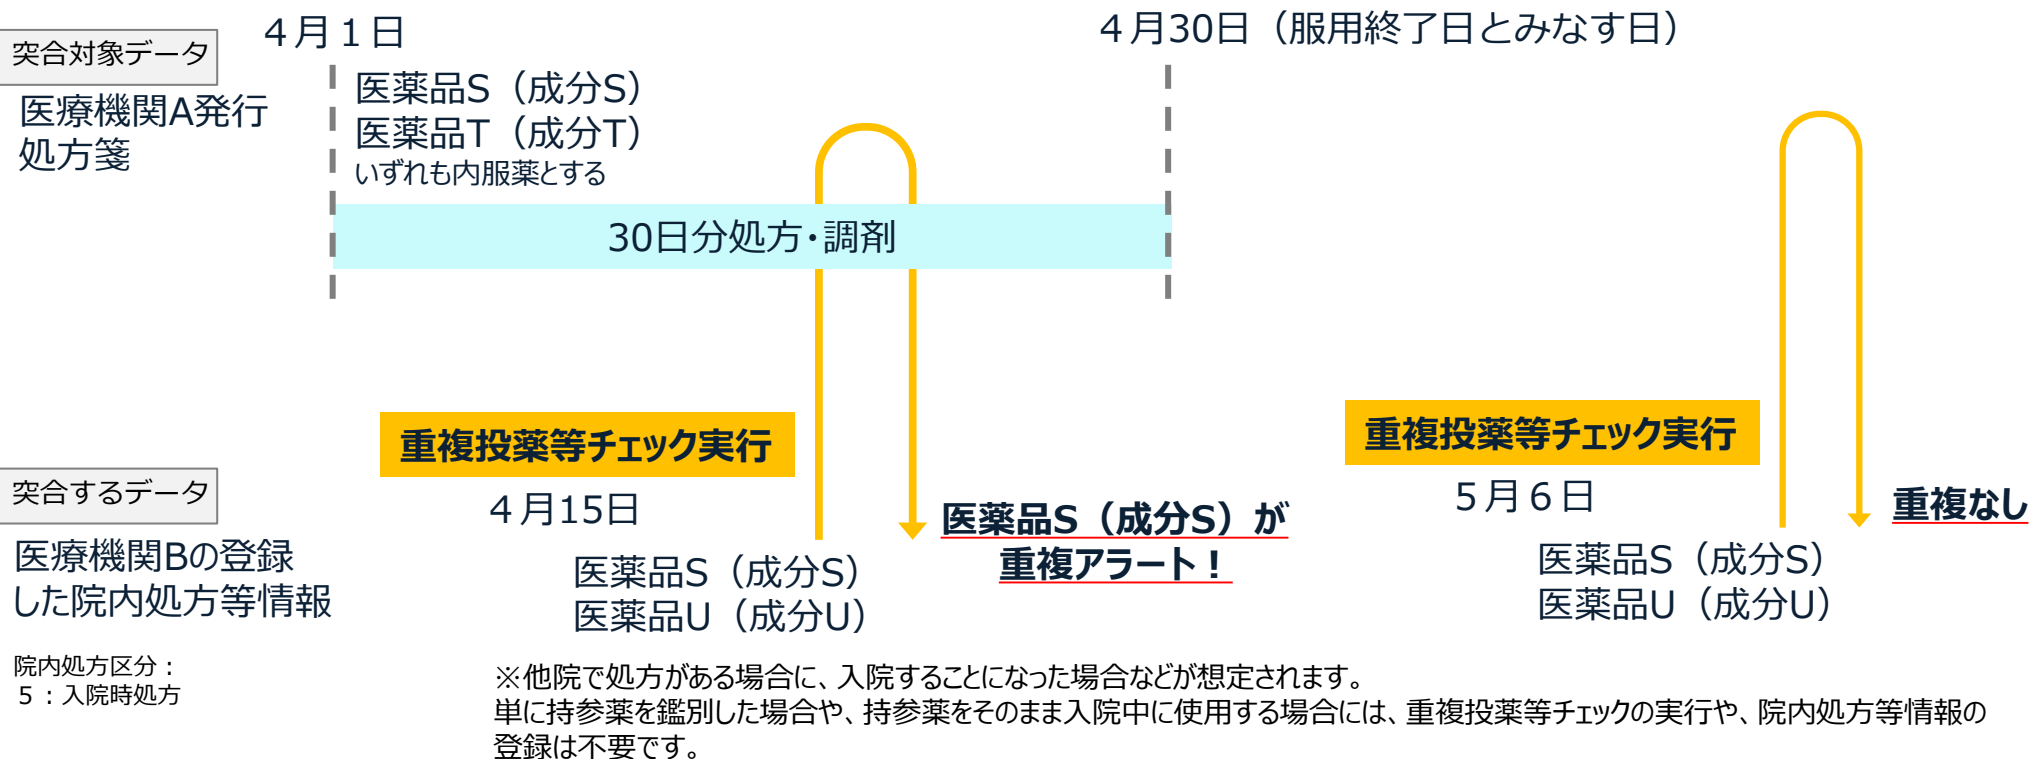 突合対象データ
医療機関A発行
処方箋
４月１日
４月30日（服用終了日とみなす日）
医薬品S（成分S）
医薬品T（成分T）
いずれも内服薬とする
30日分処方・調剤
重複投薬等チェック実行
４月15日
医薬品S（成分S）
医薬品U（成分U）
医薬品S（成分S）が
重複アラート！
重複投薬等チェック実行
５月６日
医薬品S（成分S）
医薬品U（成分U）
重複なし
突合するデータ
医療機関Bの登録
した院内処方等情報
院内処方区分：
５：入院時処方
※他院で処方がある場合に、入院することになった場合などが想定されます。
単に持参薬を鑑別した場合や、持参薬をそのまま入院中に使用する場合には、重複投薬等チェックの実行や、院内処方等情報の
登録は不要です。